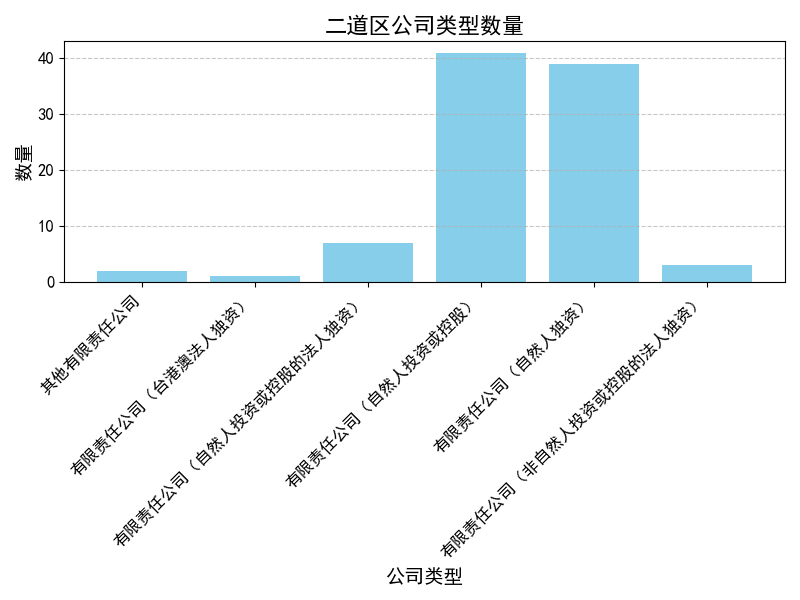 二道区公司类型数量
数量
40
30
20
10
0
其他有限责任公司
有限责任公司（台港澳法人独资）
有限责任公司（自然人投资或控股的法人独资）
有限责任公司（自然人投资或控股）
有限责任公司（自然人独资）
有限责任公司（非自然人投资或控股的法人独资）
公司类型